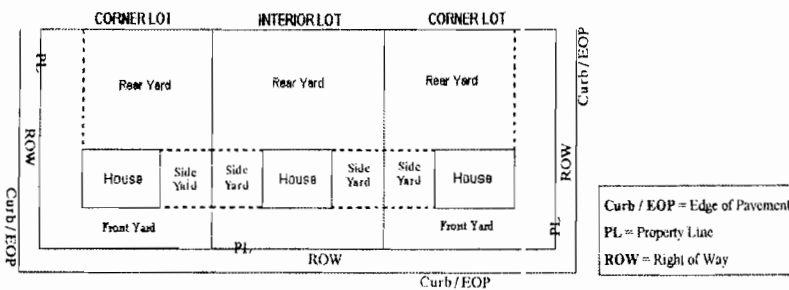 CORNER LOT INTERIOR LOT CORNER LOT
PL
Curb/EOP
Rear Yard Rear Yard Rear Yard
ROW
ROW
House Side Yard Side Yard House Side Yard Side Yard House
Curb/EOP
Front Yard Front Yard
PL
PL
ROW
Curb/EOP
Curb / EOP = Edge of Pavement
PL = Property Line
ROW = Right of Way